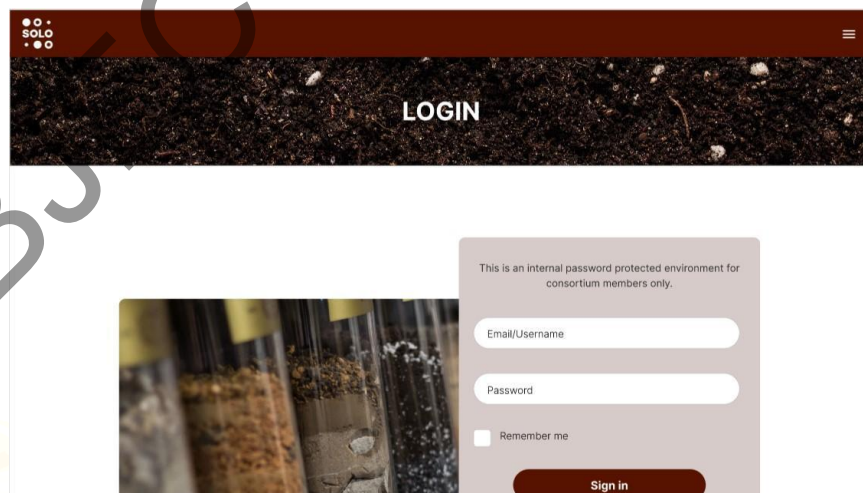 SOLO
LOGIN
This is an internal password protected environment for
consortium members only.
Email/Username
Password
Remember me
Sign in